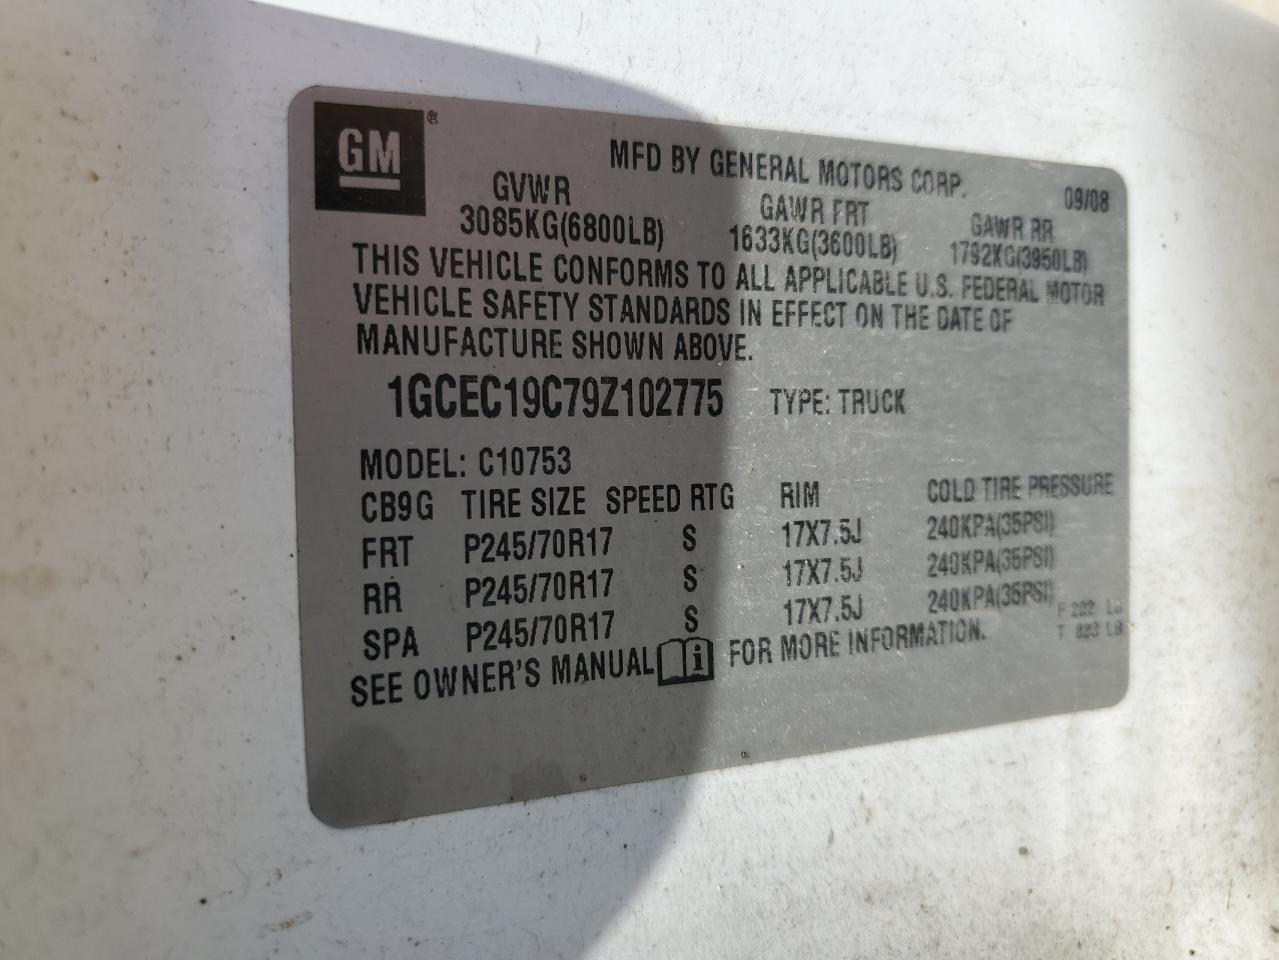 GM ®
MFD BY GENERAL MOTORS CORP.
09/08
GVWR GAWR FRT GAWR RR
3085KG(6800LB) 1633KG(3600LB) 1792KG(3950LB)
THIS VEHICLE CONFORMS TO ALL APPLICABLE U.S. FEDERAL MOTOR
VEHICLE SAFETY STANDARDS IN EFFECT ON THE DATE OF
MANUFACTURE SHOWN ABOVE.
1GCEC19C79Z102775 TYPE: TRUCK
MODEL: C10753
CB9G TIRE SIZE SPEED RTG RIM COLD TIRE PRESSURE
FRT P245/70R17 S 17X7.5J 240KPA(35PSI)
RR P245/70R17 S 17X7.5J 240KPA(35PSI)
SPA P245/70R17 S 17X7.5J 240KPA(35PSI)
SEE OWNER'S MANUAL i FOR MORE INFORMATION.
F LB
T LB